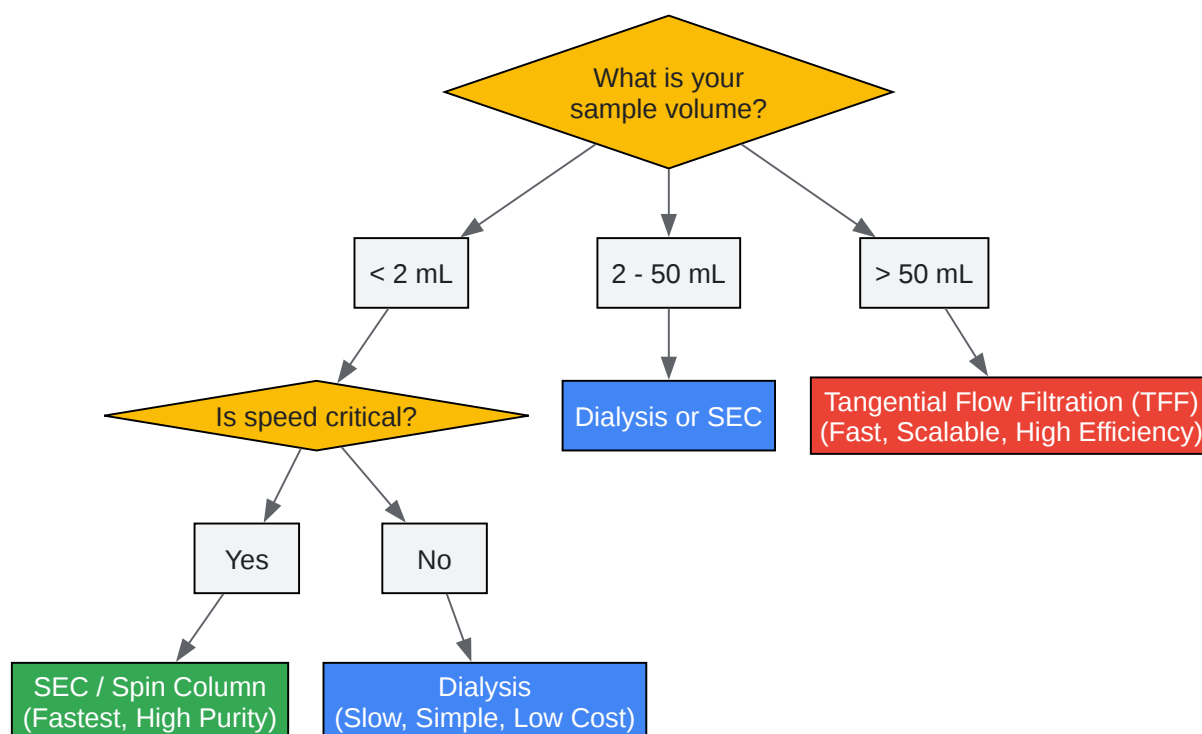 What is your
sample volume?
< 2 mL
2 - 50 mL
> 50 mL
Is speed critical?
Dialysis or SEC
Tangential Flow Filtration (TFF)
(Fast, Scalable, High Efficiency)
Yes
No
SEC / Spin Column
(Fastest, High Purity)
Dialysis
(Slow, Simple, Low Cost)